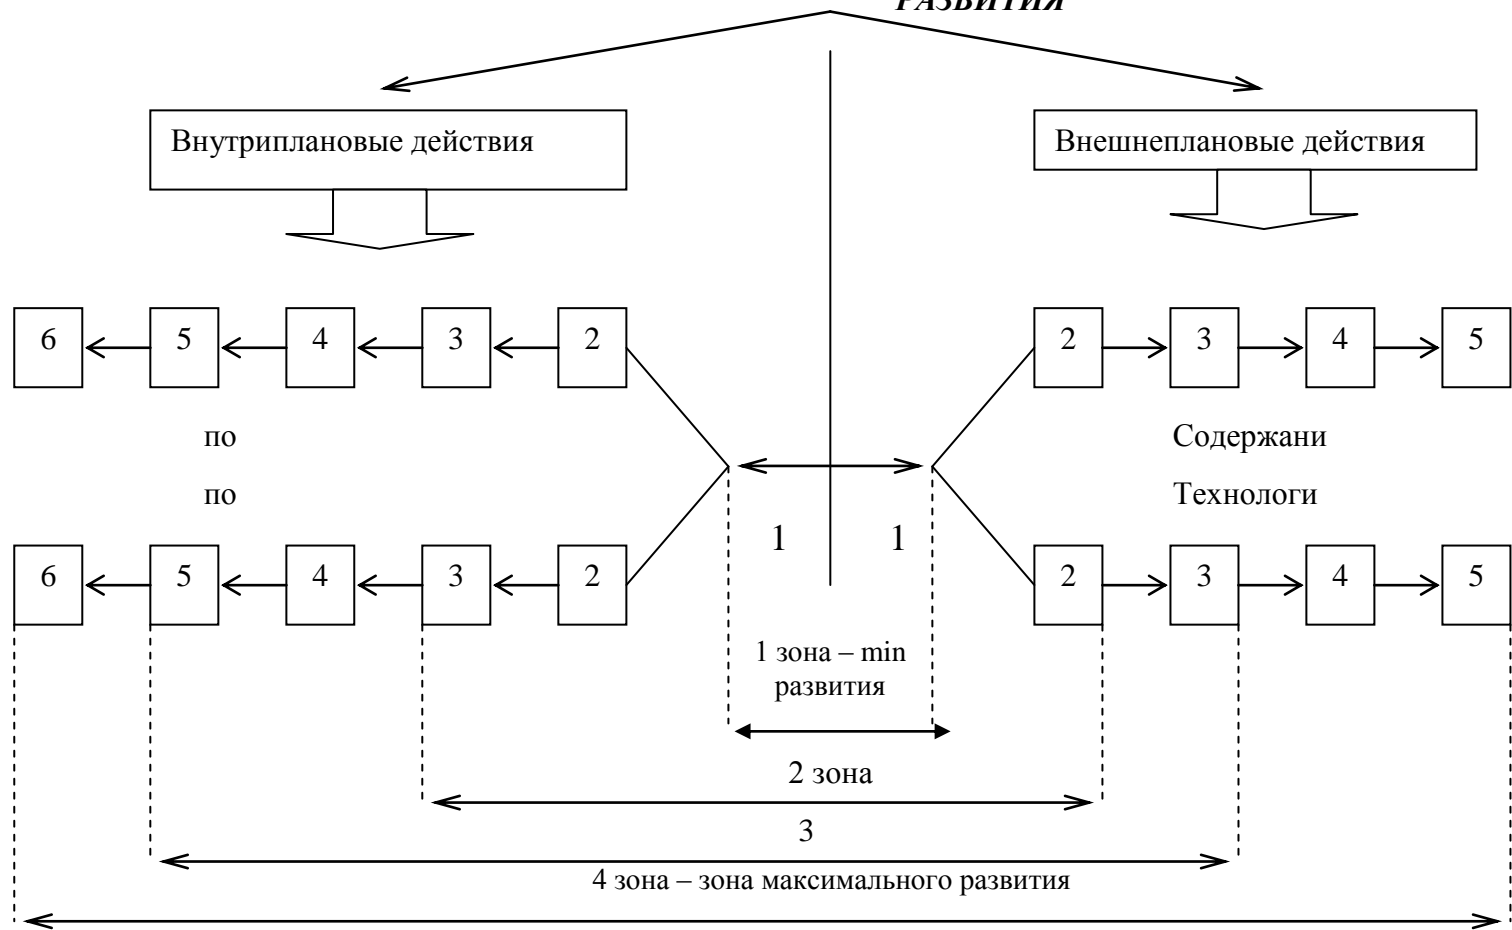 РАЗВИТИЯ
Внутриплановые действия
Внешнеплановые действия
6 5 4 3 2 2 3 4 5
по Содержани
по Технологи
1 1
6 5 4 3 2 2 3 4 5
1 зона – min
развития
2 зона
3
4 зона – зона максимального развития